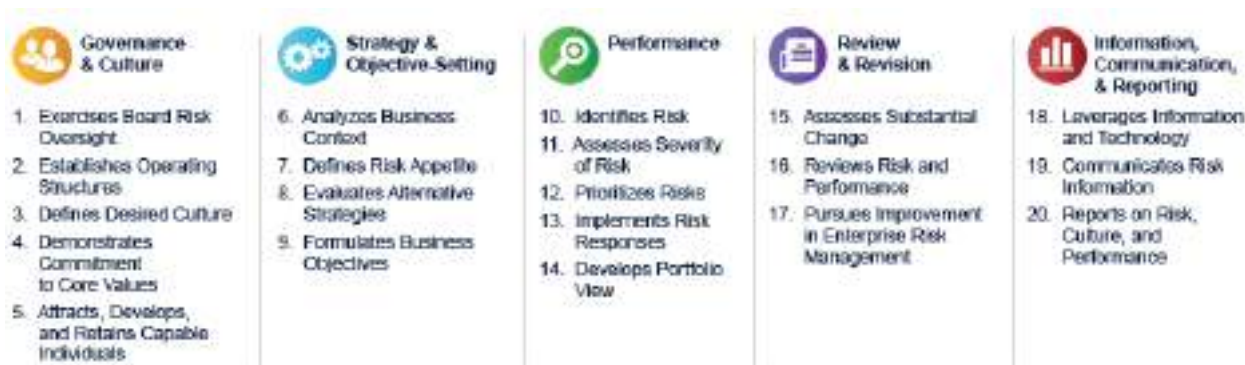 Governance
& Culture
1. Exercises Board Risk
Oversight
2. Establishes Operating
Structures
3. Defines Desired Culture
4. Demonstrates
Commitment
to Core Values
5. Attracts, Develops,
and Retains Capable
Individuals
Strategy &
Objective-Setting
6. Analyzes Business
Context
7. Defines Risk Appetite
8. Evaluates Alternative
Strategies
9. Formulates Business
Objectives
Performance
10. Identifies Risk
11. Assesses Severity
of Risk
12. Prioritizes Risks
13. Implements Risk
Responses
14. Develops Portfolio
View
Review
& Revision
15. Assesses Substantial
Change
16. Reviews Risk and
Performance
17. Pursues Improvement
in Enterprise Risk
Management
Information,
Communication,
& Reporting
18. Leverages Information
and Technology
19. Communicates Risk
Information
20. Reports on Risk,
Culture, and
Performance